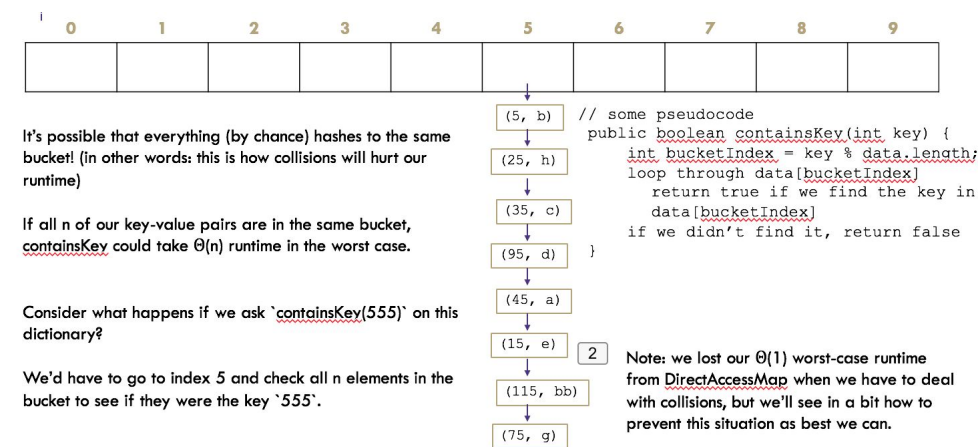 i
0 1 2 3 4 5 6 7 8 9
It's possible that everything (by chance) hashes to the same
bucket! (in other words: this is how collisions will hurt our
runtime)
If all n of our key-value pairs are in the same bucket,
containsKey could take Θ(n) runtime in the worst case.
Consider what happens if we ask `containsKey(555)` on this
dictionary?
We'd have to go to index 5 and check all n elements in the
bucket to see if they were the key `555`.
(5, b)
(25, h)
(35, c)
(95, d)
(45, a)
(15, e)
(115, bb)
(75, g)
// some pseudocode
public boolean containsKey(int key) {
int bucketIndex = key % data.length;
loop through data[bucketIndex]
return true if we find the key in
data[bucketIndex]
if we didn't find it, return false
}
2
Note: we lost our Θ(1) worst-case runtime
from DirectAccessMap when we have to deal
with collisions, but we'll see in a bit how to
prevent this situation as best we can.